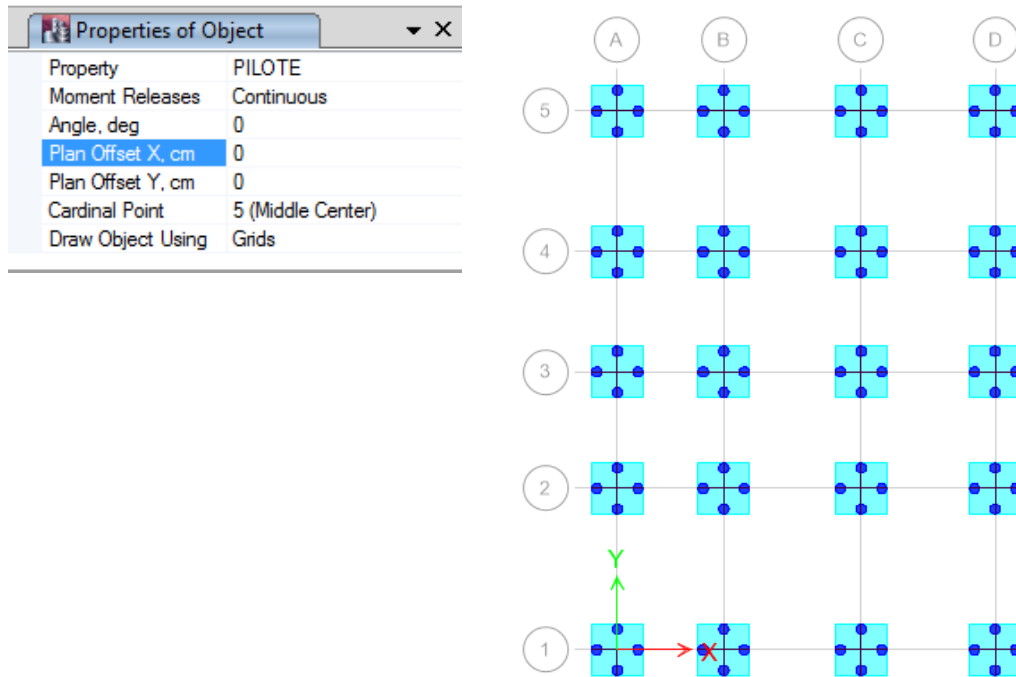 Properties of Object
Property PILOTE
Moment Releases Continuous
Angle, deg 0
Plan Offset X, cm 0
Plan Offset Y, cm 0
Cardinal Point 5 (Middle Center)
Draw Object Using Grids
A B C D
5
4
3
2
Y
1
X